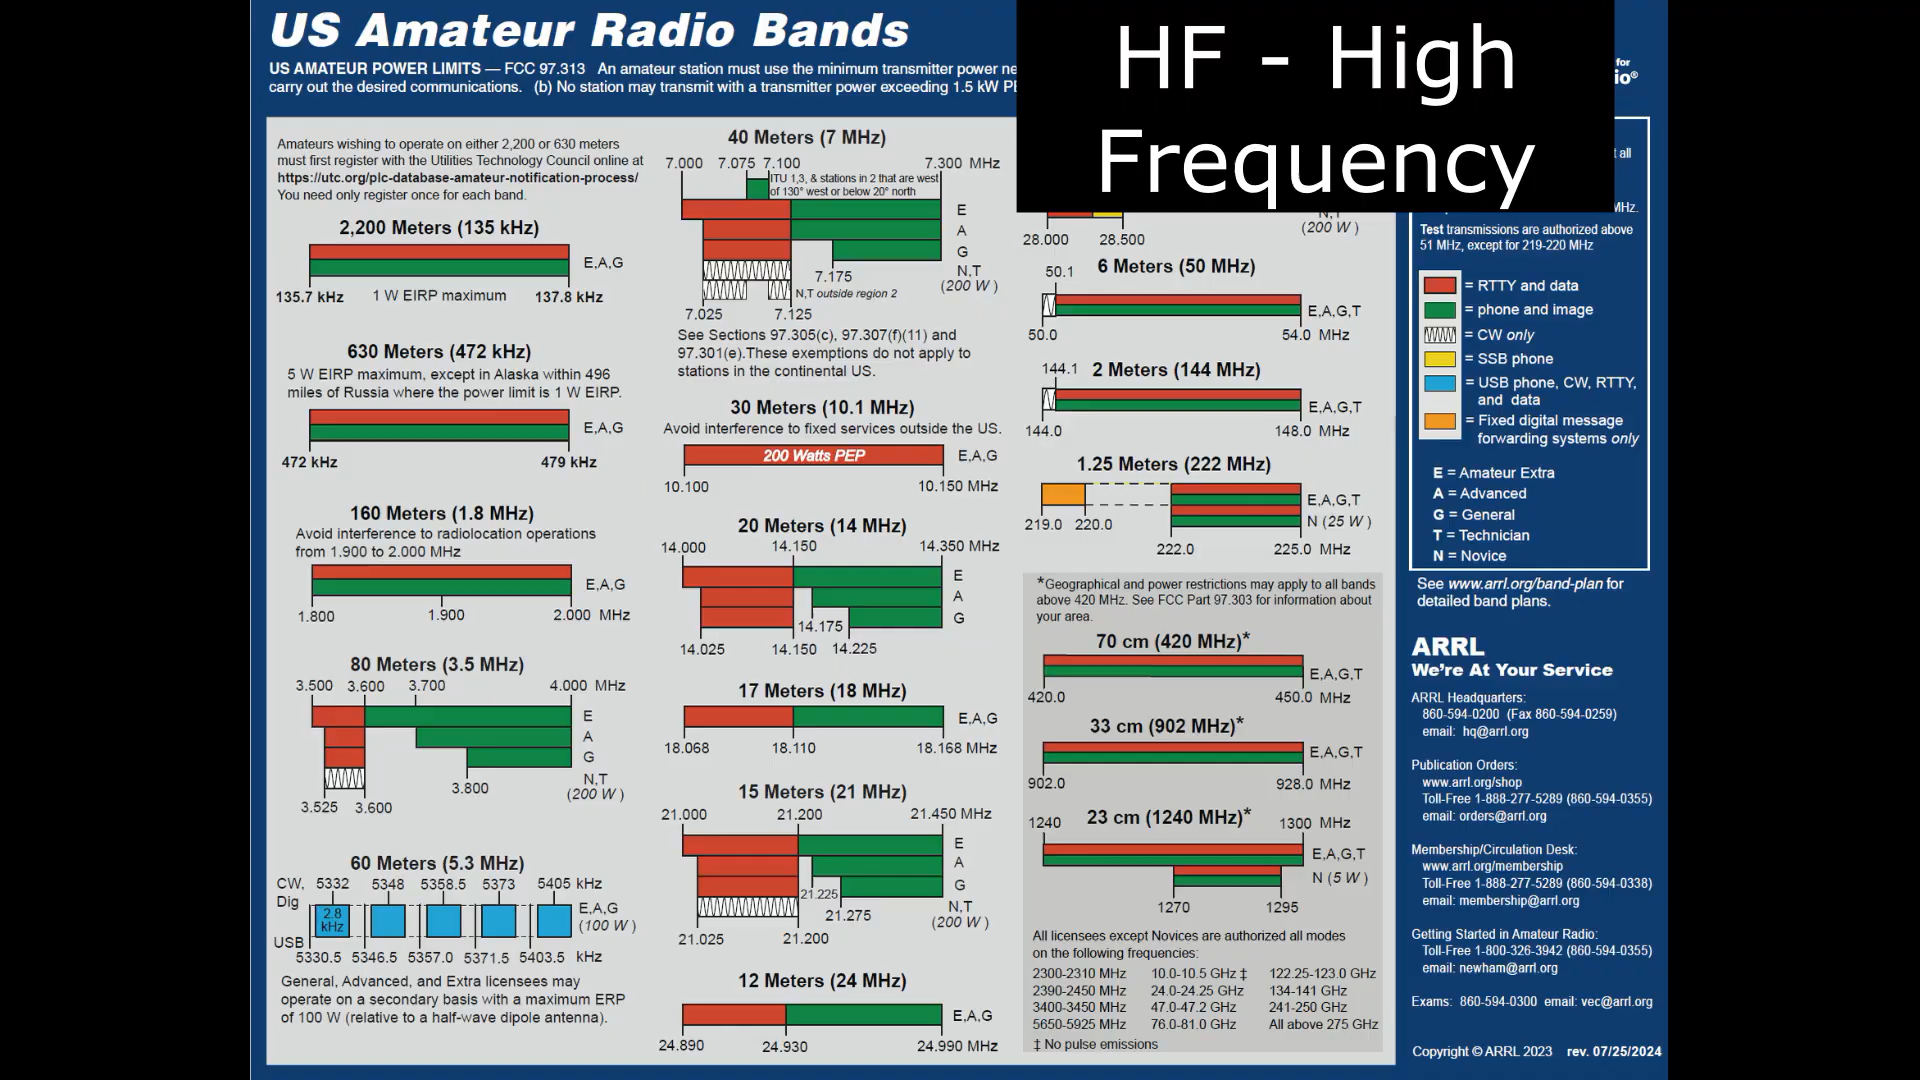 US Amateur Radio Bands
US AMATEUR POWER LIMITS — FCC 97.313 An amateur station must use the minimum transmitter power
carry out the desired communications. (b) No station may transmit with a transmitter power exceeding 1.5 kW
HF - High
Frequency
for
Amateurs wishing to operate on either 2,200 or 630 meters
must first register with the Utilities Technology Council online at
https://utc.org/plc-database-amateur-notification-process/
You need only register once for each band.
2,200 Meters (135 kHz)
E,A,G
135.7 kHz 1 W EIRP maximum 137.8 kHz
630 Meters (472 kHz)
5 W EIRP maximum, except in Alaska within 496
miles of Russia where the power limit is 1 W EIRP.
E,A,G
472 kHz 479 kHz
160 Meters (1.8 MHz)
Avoid interference to radiolocation operations
from 1.900 to 2.000 MHz
E,A,G
1.800 1.900 2.000 MHz
80 Meters (3.5 MHz)
3.500 3.600 3.700 4.000 MHz
E
A
G
N,T
(200 W)
3.800
3.525 3.600
60 Meters (5.3 MHz)
CW,
Dig
5332 5348 5358.5 5373 5405 kHz
2.8
kHz
E,A,G
(100 W)
USB
5330.5 5346.5 5357.0 5371.5 5403.5 kHz
General, Advanced, and Extra licensees may
operate on a secondary basis with a maximum ERP
of 100 W (relative to a half-wave dipole antenna).
40 Meters (7 MHz)
7.000 7.075 7.100 7.300 MHz
ITU 1,3, & stations in 2 that are west
of 130° west or below 20° north
E
A
G
N,T
(200 W)
7.175
N,T outside region 2
7.025 7.125
See Sections 97.305(c), 97.307(f)(11) and
97.301(e).These exemptions do not apply to
stations in the continental US.
30 Meters (10.1 MHz)
Avoid interference to fixed services outside the US.
200 Watts PEP E,A,G
10.100 10.150 MHz
20 Meters (14 MHz)
14.000 14.150 14.350 MHz
E
A
G
14.175
14.025 14.150 14.225
17 Meters (18 MHz)
E,A,G
18.068 18.110 18.168 MHz
15 Meters (21 MHz)
21.000 21.200 21.450 MHz
E
A
G
21.225
N,T
(200 W)
21.275
21.025 21.200
12 Meters (24 MHz)
E,A,G
24.890 24.930 24.990 MHz
N,T
(200 W)
28.000 28.500
6 Meters (50 MHz)
50.1
E,A,G,T
50.0 54.0 MHz
2 Meters (144 MHz)
144.1
E,A,G,T
144.0 148.0 MHz
1.25 Meters (222 MHz)
E,A,G,T
N (25 W)
219.0 220.0
222.0 225.0 MHz
*Geographical and power restrictions may apply to all bands
above 420 MHz. See FCC Part 97.303 for information about
your area.
70 cm (420 MHz)*
E,A,G,T
420.0 450.0 MHz
33 cm (902 MHz)*
E,A,G,T
902.0 928.0 MHz
23 cm (1240 MHz)*
1240 1300 MHz
E,A,G,T
N (5 W)
1270 1295
All licensees except Novices are authorized all modes
on the following frequencies:
2300-2310 MHz 10.0-10.5 GHz ‡ 122.25-123.0 GHz
2390-2450 MHz 24.0-24.25 GHz 134-141 GHz
3400-3450 MHz 47.0-47.2 GHz 241-250 GHz
5650-5925 MHz 76.0-81.0 GHz All above 275 GHz
‡ No pulse emissions
all
MHz.
Test transmissions are authorized above
51 MHz, except for 219-220 MHz
= RTTY and data
= phone and image
= CW only
= SSB phone
= USB phone, CW, RTTY,
and data
= Fixed digital message
forwarding systems only
E = Amateur Extra
A = Advanced
G = General
T = Technician
N = Novice
See www.arrl.org/band-plan for
detailed band plans.
ARRL
We're At Your Service
ARRL Headquarters:
860-594-0200 (Fax 860-594-0259)
email: hq@arrl.org
Publication Orders:
www.arrl.org/shop
Toll-Free 1-888-277-5289 (860-594-0355)
email: orders@arrl.org
Membership/Circulation Desk:
www.arrl.org/membership
Toll-Free 1-888-277-5289 (860-594-0338)
email: membership@arrl.org
Getting Started in Amateur Radio:
Toll-Free 1-800-326-3942 (860-594-0355)
email: newham@arrl.org
Exams: 860-594-0300 email: vec@arrl.org
Copyright © ARRL 2023 rev. 07/25/2024